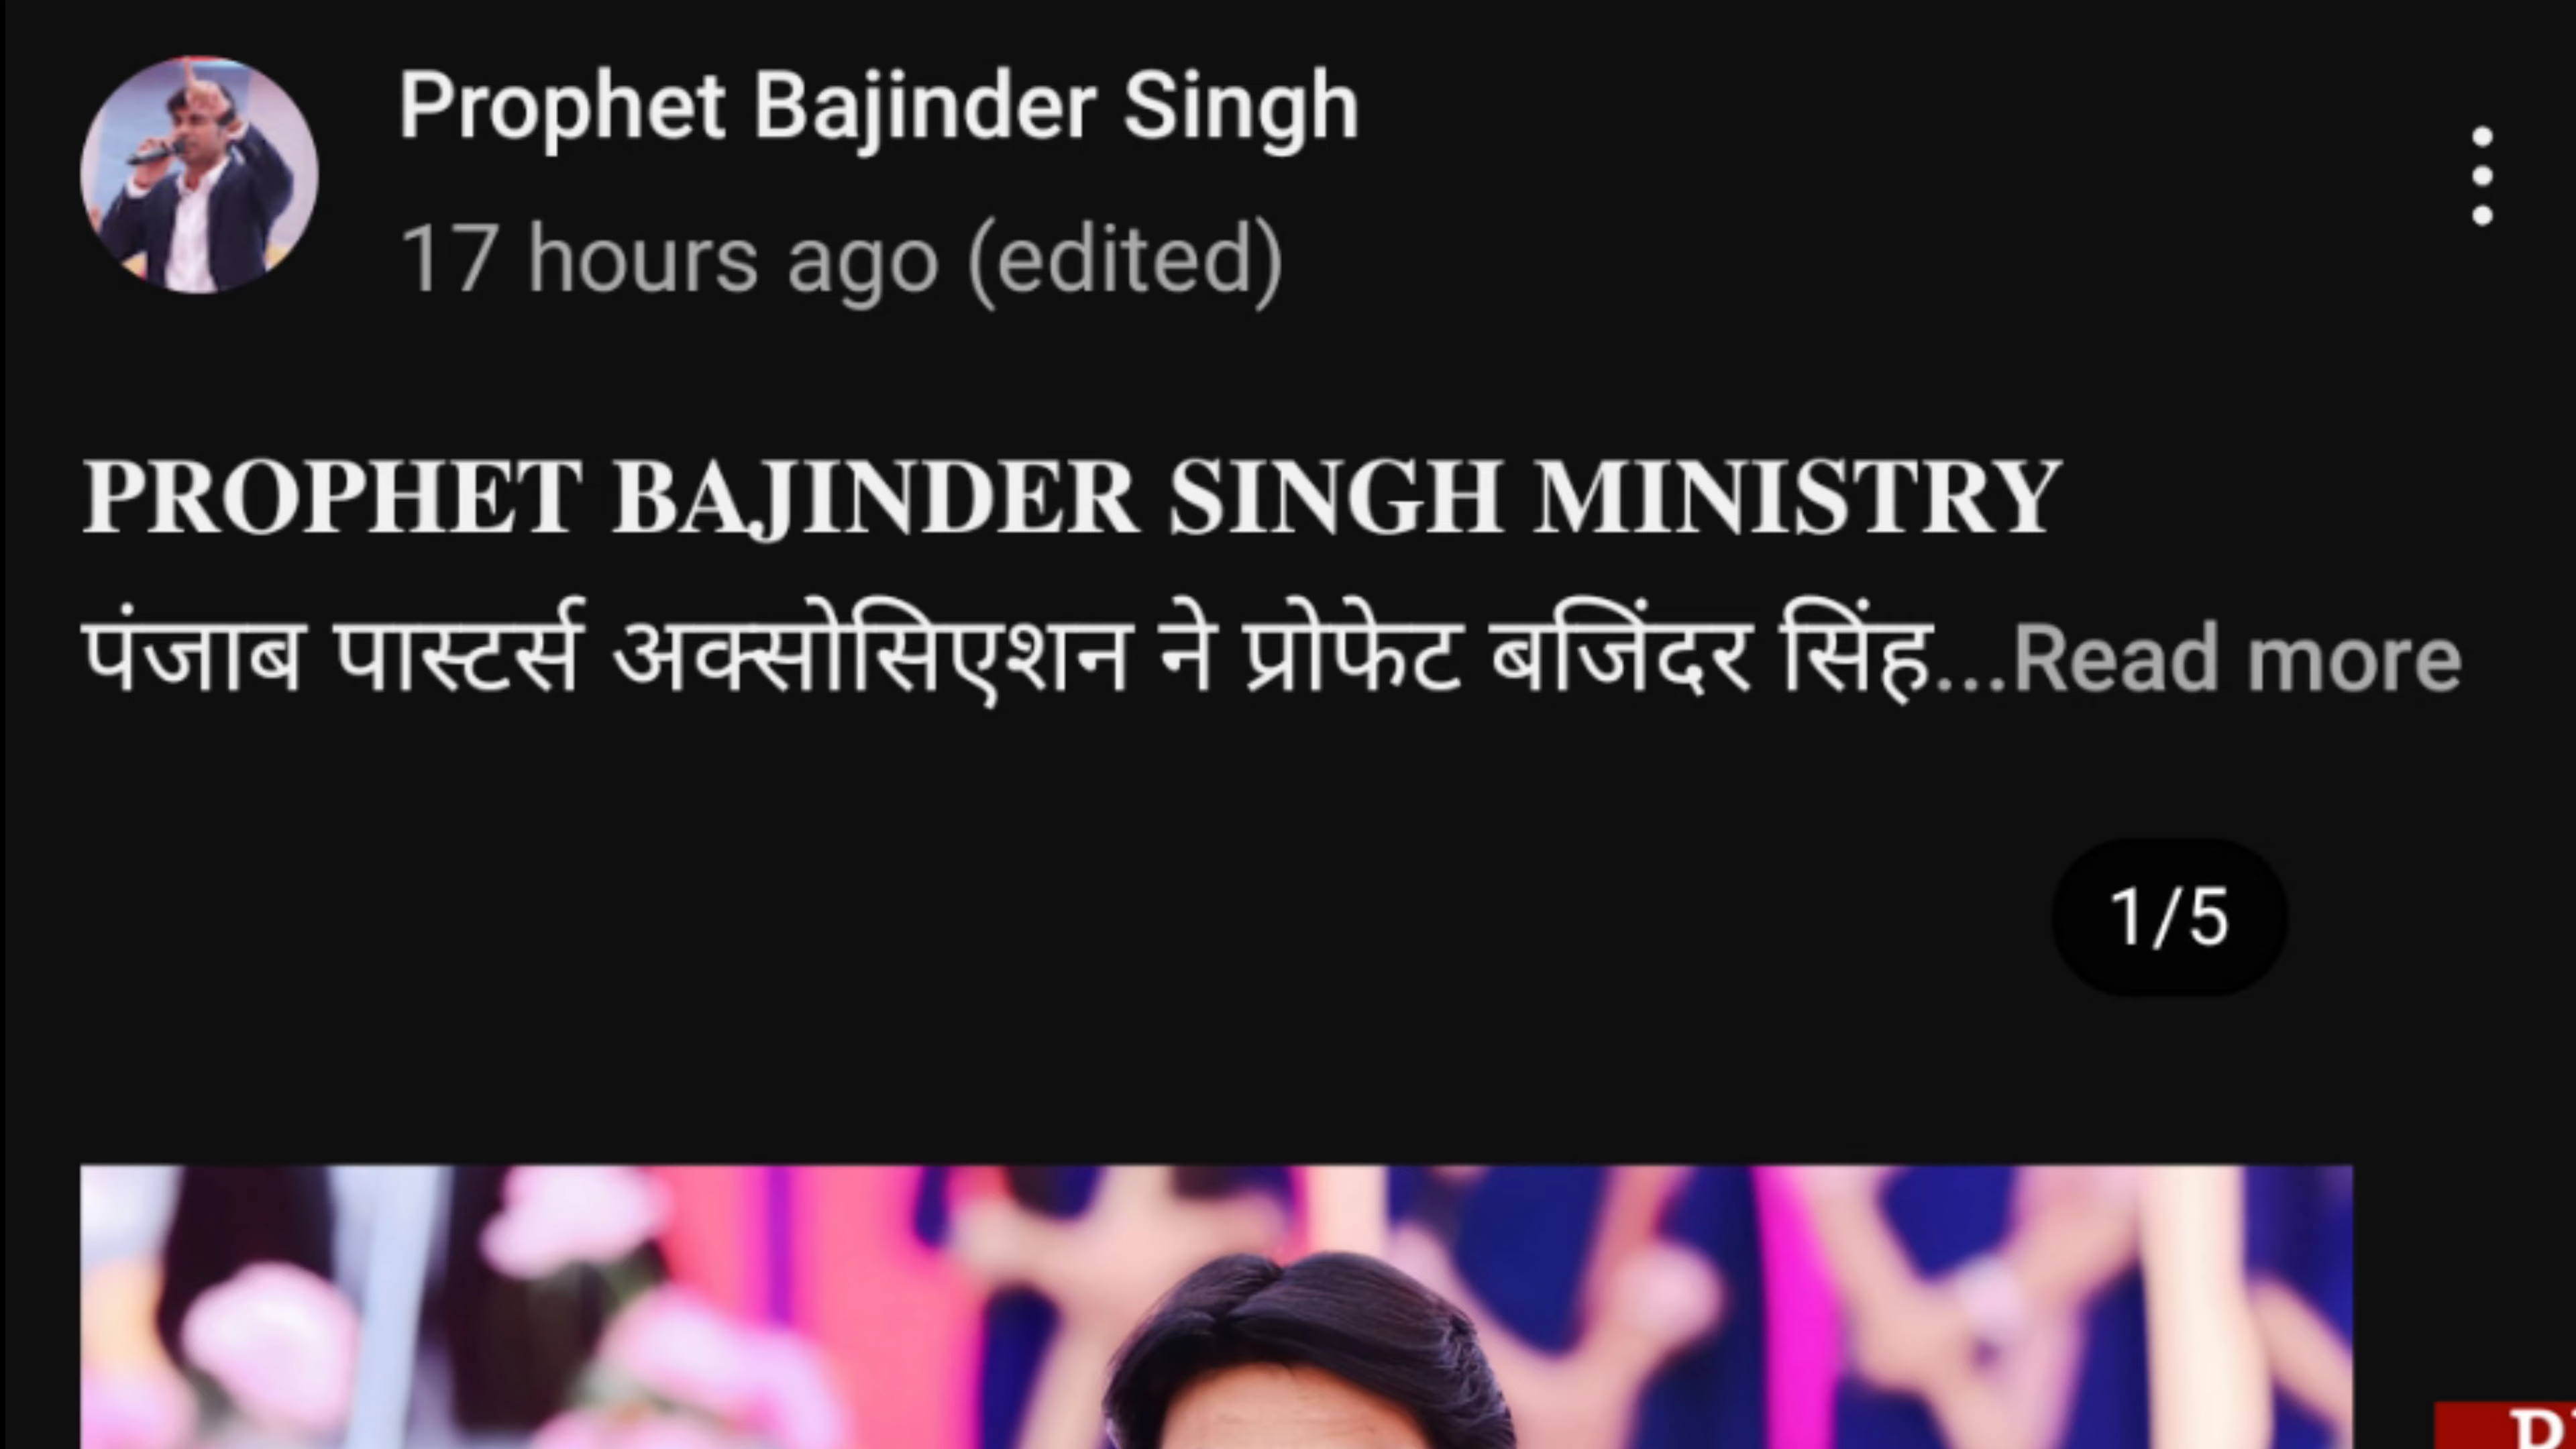 Prophet Bajinder Singh
17 hours ago (edited)
PROPHET BAJINDER SINGH MINISTRY
पंजाब पास्टर्स अक्सोसिएशन ने प्रोफेट बजिंदर सिंह...Read more
1/5